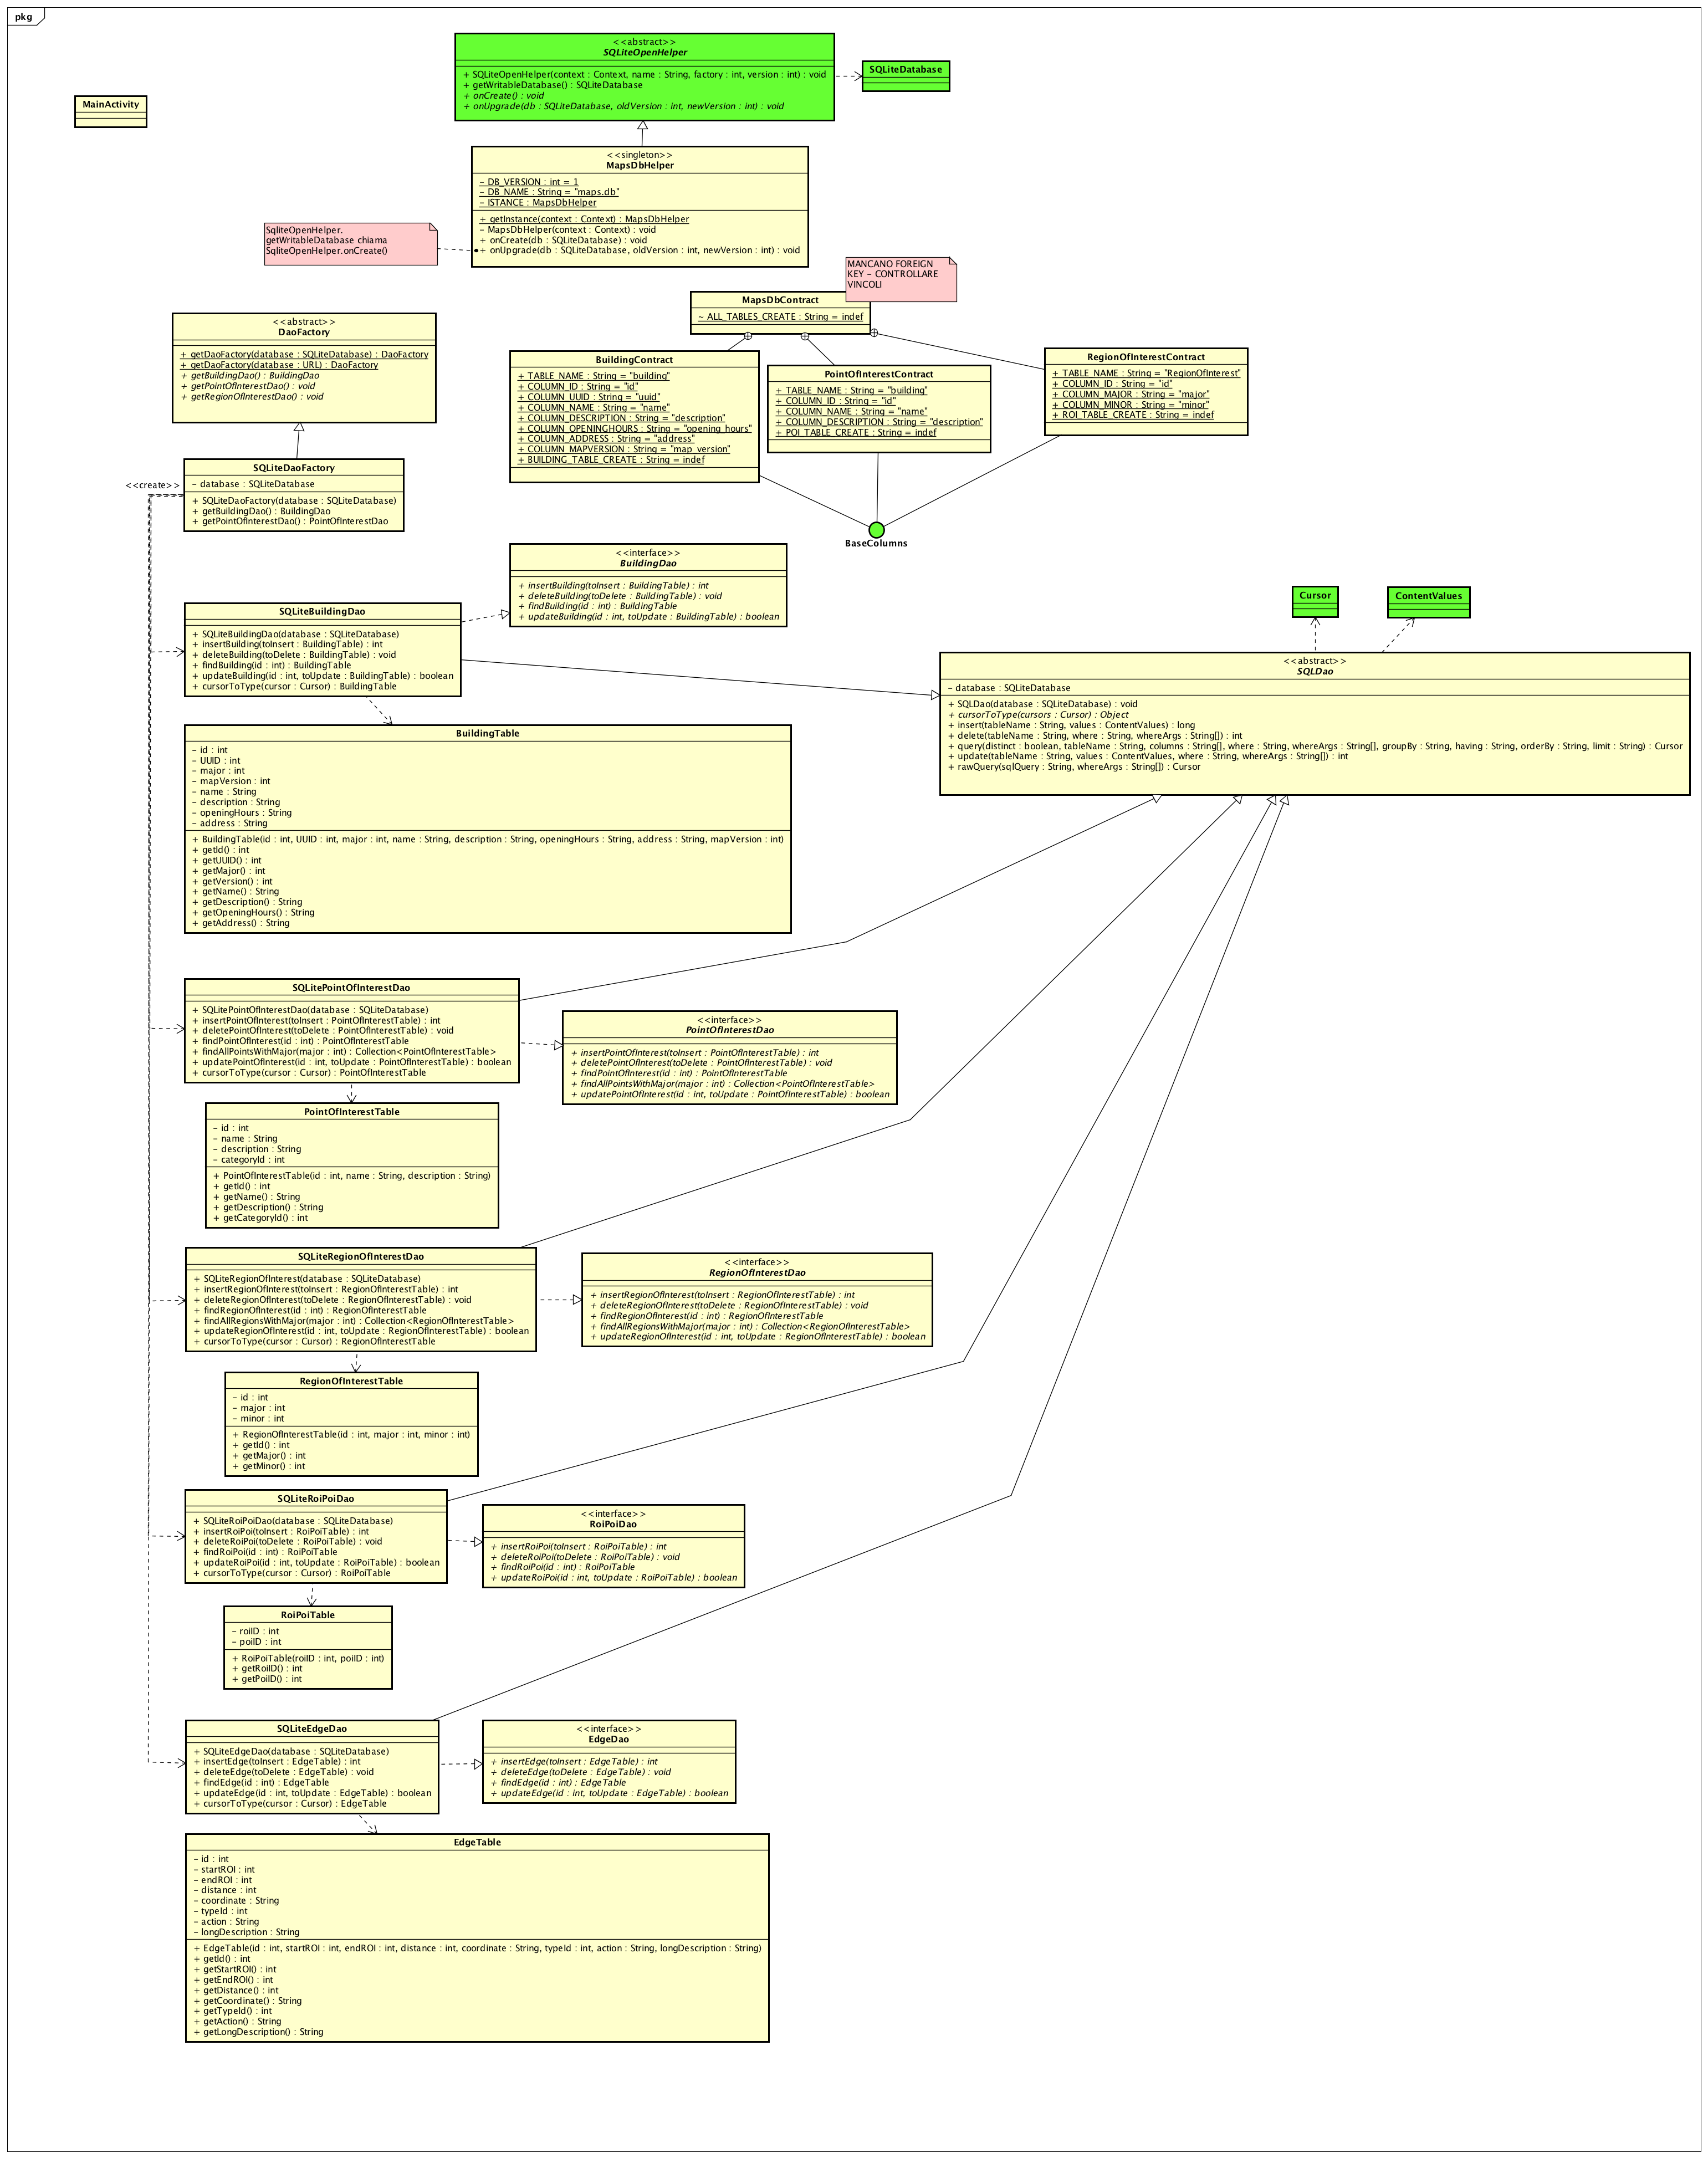 pkg
<<abstract>>
SQLiteOpenHelper
+ SQLiteOpenHelper(context : Context, name : String, factory : int, version : int) : void
+ getWritableDatabase() : SQLiteDatabase
+ onCreate() : void
+ onUpgrade(db : SQLiteDatabase, oldVersion : int, newVersion : int) : void
SQLiteDatabase
MainActivity
<<singleton>>
MapsDbHelper
- DB_VERSION : int = 1
- DB_NAME : String = "maps.db"
- ISTANCE : MapsDbHelper
+ getInstance(context : Context) : MapsDbHelper
- MapsDbHelper(context : Context) : void
+ onCreate(db : SQLiteDatabase) : void
+ onUpgrade(db : SQLiteDatabase, oldVersion : int, newVersion : int) : void
SqliteOpenHelper.
getWritableDatabase chiama
SqliteOpenHelper.onCreate()
MANCANO FOREIGN
KEY - CONTROLLARE
VINCOLI
MapsDbContract
~ ALL_TABLES_CREATE : String = indef
<<abstract>>
DaoFactory
+ getDaoFactory(database : SQLiteDatabase) : DaoFactory
+ getDaoFactory(database : URL) : DaoFactory
+ getBuildingDao() : BuildingDao
+ getPointOfInterestDao() : void
+ getRegionOfInterestDao() : void
BuildingContract
+ TABLE_NAME : String = "building"
+ COLUMN_ID : String = "id"
+ COLUMN_UUID : String = "uuid"
+ COLUMN_NAME : String = "name"
+ COLUMN_DESCRIPTION : String = "description"
+ COLUMN_OPENINGHOURS : String = "opening_hours"
+ COLUMN_ADDRESS : String = "address"
+ COLUMN_MAPVERSION : String = "map_version"
+ BUILDING_TABLE_CREATE : String = indef
PointOfInterestContract
+ TABLE_NAME : String = "building"
+ COLUMN_ID : String = "id"
+ COLUMN_NAME : String = "name"
+ COLUMN_DESCRIPTION : String = "description"
+ POI_TABLE_CREATE : String = indef
RegionOfInterestContract
+ TABLE_NAME : String = "RegionOfInterest"
+ COLUMN_ID : String = "id"
+ COLUMN_MAJOR : String = "major"
+ COLUMN_MINOR : String = "minor"
+ ROI_TABLE_CREATE : String = indef
BaseColumns
SQLiteDaoFactory
- database : SQLiteDatabase
+ SQLiteDaoFactory(database : SQLiteDatabase)
+ getBuildingDao() : BuildingDao
+ getPointOfInterestDao() : PointOfInterestDao
<<create>>
<<interface>>
BuildingDao
+ insertBuilding(toInsert : BuildingTable) : int
+ deleteBuilding(toDelete : BuildingTable) : void
+ findBuilding(id : int) : BuildingTable
+ updateBuilding(id : int, toUpdate : BuildingTable) : boolean
SQLiteBuildingDao
+ SQLiteBuildingDao(database : SQLiteDatabase)
+ insertBuilding(toInsert : BuildingTable) : int
+ deleteBuilding(toDelete : BuildingTable) : void
+ findBuilding(id : int) : BuildingTable
+ updateBuilding(id : int, toUpdate : BuildingTable) : boolean
+ cursorToType(cursor : Cursor) : BuildingTable
Cursor
ContentValues
<<abstract>>
SQLDao
- database : SQLiteDatabase
+ SQLDao(database : SQLiteDatabase) : void
+ cursorToType(cursors : Cursor) : Object
+ insert(tableName : String, values : ContentValues) : long
+ delete(tableName : String, where : String, whereArgs : String[]) : int
+ query(distinct : boolean, tableName : String, columns : String[], where : String, whereArgs : String[], groupBy : String, having : String, orderBy : String, limit : String) : Cursor
+ update(tableName : String, values : ContentValues, where : String, whereArgs : String[]) : int
+ rawQuery(sqlQuery : String, whereArgs : String[]) : Cursor
BuildingTable
- id : int
- UUID : int
- major : int
- mapVersion : int
- name : String
- description : String
- openingHours : String
- address : String
+ BuildingTable(id : int, UUID : int, major : int, name : String, description : String, openingHours : String, address : String, mapVersion : int)
+ getId() : int
+ getUUID() : int
+ getMajor() : int
+ getVersion() : int
+ getName() : String
+ getDescription() : String
+ getOpeningHours() : String
+ getAddress() : String
SQLitePointOfInterestDao
+ SQLitePointOfInterestDao(database : SQLiteDatabase)
+ insertPointOfInterest(toInsert : PointOfInterestTable) : int
+ deletePointOfInterest(toDelete : PointOfInterestTable) : void
+ findPointOfInterest(id : int) : PointOfInterestTable
+ findAllPointsWithMajor(major : int) : Collection<PointOfInterestTable>
+ updatePointOfInterest(id : int, toUpdate : PointOfInterestTable) : boolean
+ cursorToType(cursor : Cursor) : PointOfInterestTable
<<interface>>
PointOfInterestDao
+ insertPointOfInterest(toInsert : PointOfInterestTable) : int
+ deletePointOfInterest(toDelete : PointOfInterestTable) : void
+ findPointOfInterest(id : int) : PointOfInterestTable
+ findAllPointsWithMajor(major : int) : Collection<PointOfInterestTable>
+ updatePointOfInterest(id : int, toUpdate : PointOfInterestTable) : boolean
PointOfInterestTable
- id : int
- name : String
- description : String
- categoryId : int
+ PointOfInterestTable(id : int, name : String, description : String)
+ getId() : int
+ getName() : String
+ getDescription() : String
+ getCategoryId() : int
SQLiteRegionOfInterestDao
+ SQLiteRegionOfInterest(database : SQLiteDatabase)
+ insertRegionOfInterest(toInsert : RegionOfInterestTable) : int
+ deleteRegionOfInterest(toDelete : RegionOfInterestTable) : void
+ findRegionOfInterest(id : int) : RegionOfInterestTable
+ findAllRegionsWithMajor(major : int) : Collection<RegionOfInterestTable>
+ updateRegionOfInterest(id : int, toUpdate : RegionOfInterestTable) : boolean
+ cursorToType(cursor : Cursor) : RegionOfInterestTable
<<interface>>
RegionOfInterestDao
+ insertRegionOfInterest(toInsert : RegionOfInterestTable) : int
+ deleteRegionOfInterest(toDelete : RegionOfInterestTable) : void
+ findRegionOfInterest(id : int) : RegionOfInterestTable
+ findAllRegionsWithMajor(major : int) : Collection<RegionOfInterestTable>
+ updateRegionOfInterest(id : int, toUpdate : RegionOfInterestTable) : boolean
RegionOfInterestTable
- id : int
- major : int
- minor : int
+ RegionOfInterestTable(id : int, major : int, minor : int)
+ getId() : int
+ getMajor() : int
+ getMinor() : int
SQLiteRoiPoiDao
+ SQLiteRoiPoiDao(database : SQLiteDatabase)
+ insertRoiPoi(toInsert : RoiPoiTable) : int
+ deleteRoiPoi(toDelete : RoiPoiTable) : void
+ findRoiPoi(id : int) : RoiPoiTable
+ updateRoiPoi(id : int, toUpdate : RoiPoiTable) : boolean
+ cursorToType(cursor : Cursor) : RoiPoiTable
<<interface>>
RoiPoiDao
+ insertRoiPoi(toInsert : RoiPoiTable) : int
+ deleteRoiPoi(toDelete : RoiPoiTable) : void
+ findRoiPoi(id : int) : RoiPoiTable
+ updateRoiPoi(id : int, toUpdate : RoiPoiTable) : boolean
RoiPoiTable
- roiID : int
- poiID : int
+ RoiPoiTable(roiID : int, poiID : int)
+ getRoiID() : int
+ getPoiID() : int
SQLiteEdgeDao
+ SQLiteEdgeDao(database : SQLiteDatabase)
+ insertEdge(toInsert : EdgeTable) : int
+ deleteEdge(toDelete : EdgeTable) : void
+ findEdge(id : int) : EdgeTable
+ updateEdge(id : int, toUpdate : EdgeTable) : boolean
+ cursorToType(cursor : Cursor) : EdgeTable
<<interface>>
EdgeDao
+ insertEdge(toInsert : EdgeTable) : int
+ deleteEdge(toDelete : EdgeTable) : void
+ findEdge(id : int) : EdgeTable
+ updateEdge(id : int, toUpdate : EdgeTable) : boolean
EdgeTable
- id : int
- startROI : int
- endROI : int
- distance : int
- coordinate : String
- typeId : int
- action : String
- longDescription : String
+ EdgeTable(id : int, startROI : int, endROI : int, distance : int, coordinate : String, typeId : int, action : String, longDescription : String)
+ getId() : int
+ getStartROI() : int
+ getEndROI() : int
+ getDistance() : int
+ getCoordinate() : String
+ getTypeId() : int
+ getAction() : String
+ getLongDescription() : String